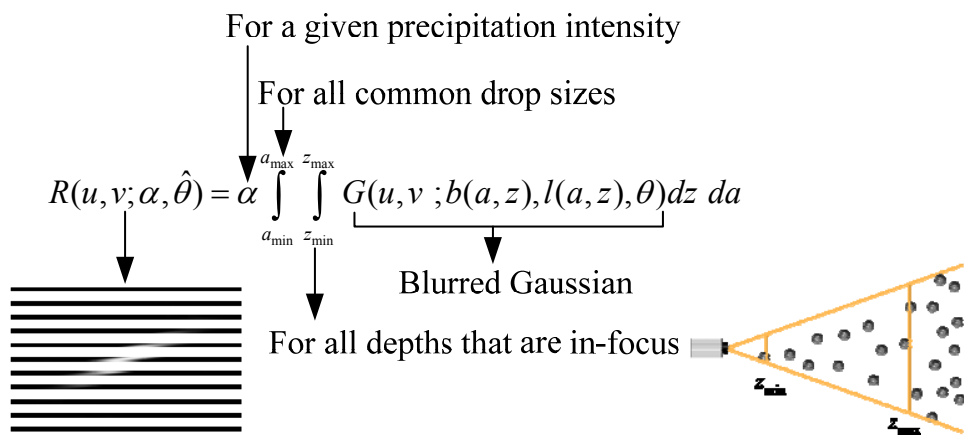 For a given precipitation intensity
For all common drop sizes
R(u,v;α,θ̂) = α ∫_{a_min}^{a_max} ∫_{z_min}^{z_max} G(u,v ;b(a,z),l(a,z),θ)dz da
Blurred Gaussian
For all depths that are in-focus
z_min